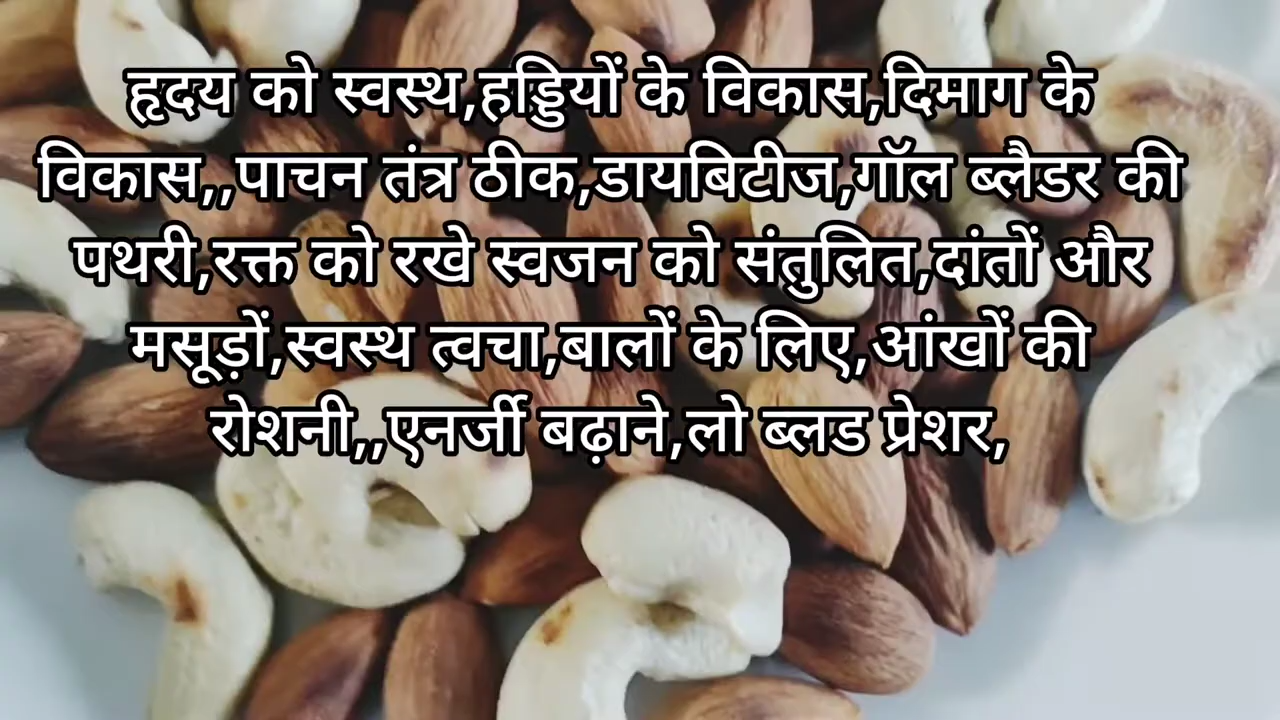 हृदय को स्वस्थ,हड्डियों के विकास,दिमाग के
विकास,,पाचन तंत्र ठीक,डायबिटीज,गॉल ब्लैडर की
पथरी,रक्त को रखे स्वजन को संतुलित,दांतों और
मसूड़ों,स्वस्थ त्वचा,बालों के लिए,आंखों की
रोशनी,,एनर्जी बढ़ाने,लो ब्लड प्रेशर,